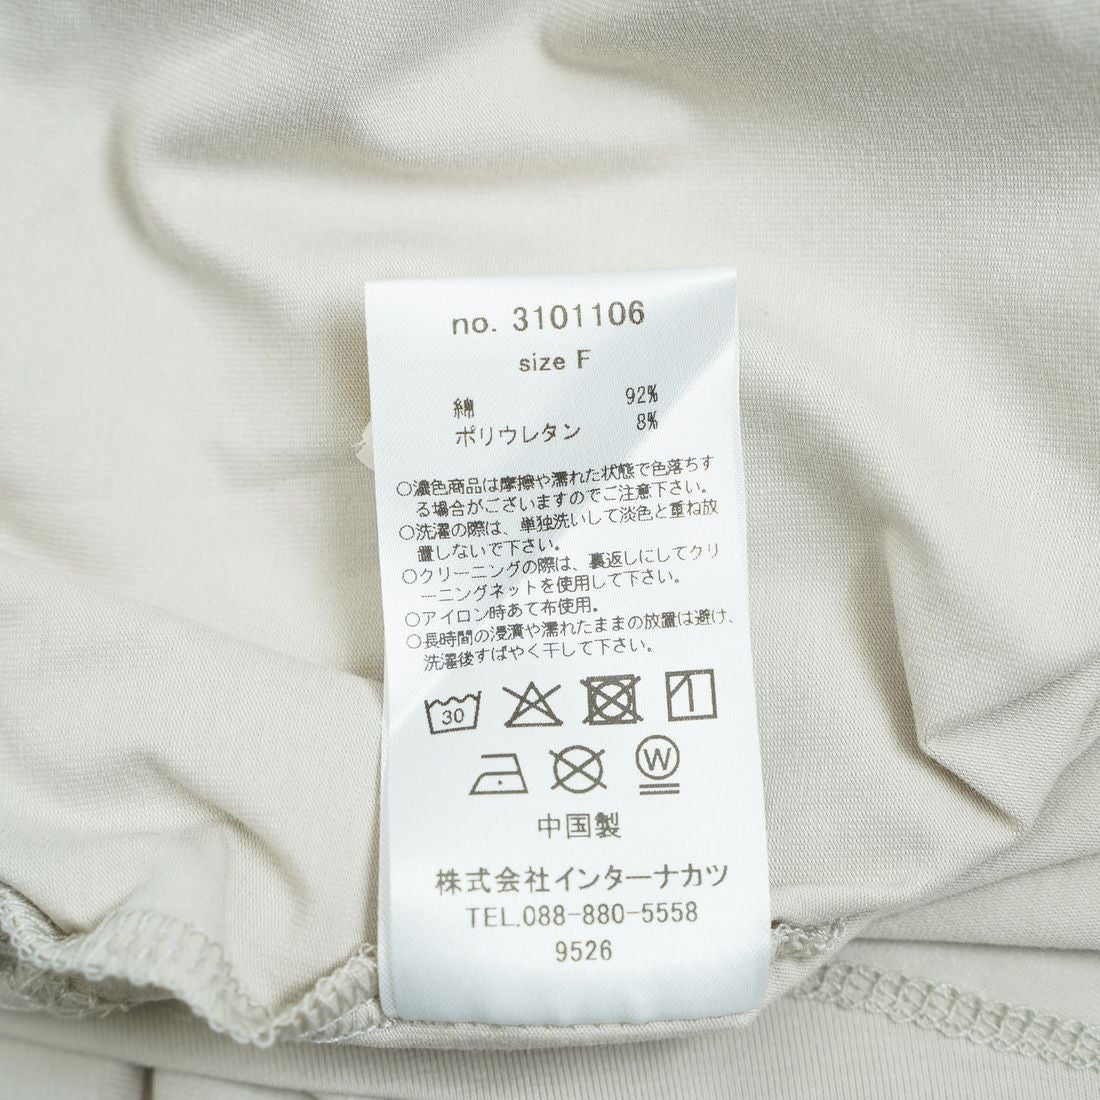 no. 3101106
size F
綿 92%
ポリウレタン 8%
○濃色商品は摩擦や濡れた状態で色落ちす
る場合がございますのでご注意下さい。
○洗濯の際は、単独洗いして淡色と重ね放
置しないで下さい。
○クリーニングの際は、裏返しにしてクリ
ーニングネットを使用して下さい。
○アイロン時あて布使用。
○長時間の浸漬や濡れたままの放置は避け、
洗濯後すばやく干して下さい。
30
W
中国製
株式会社インターナカツ
TEL.088-880-5558
9526